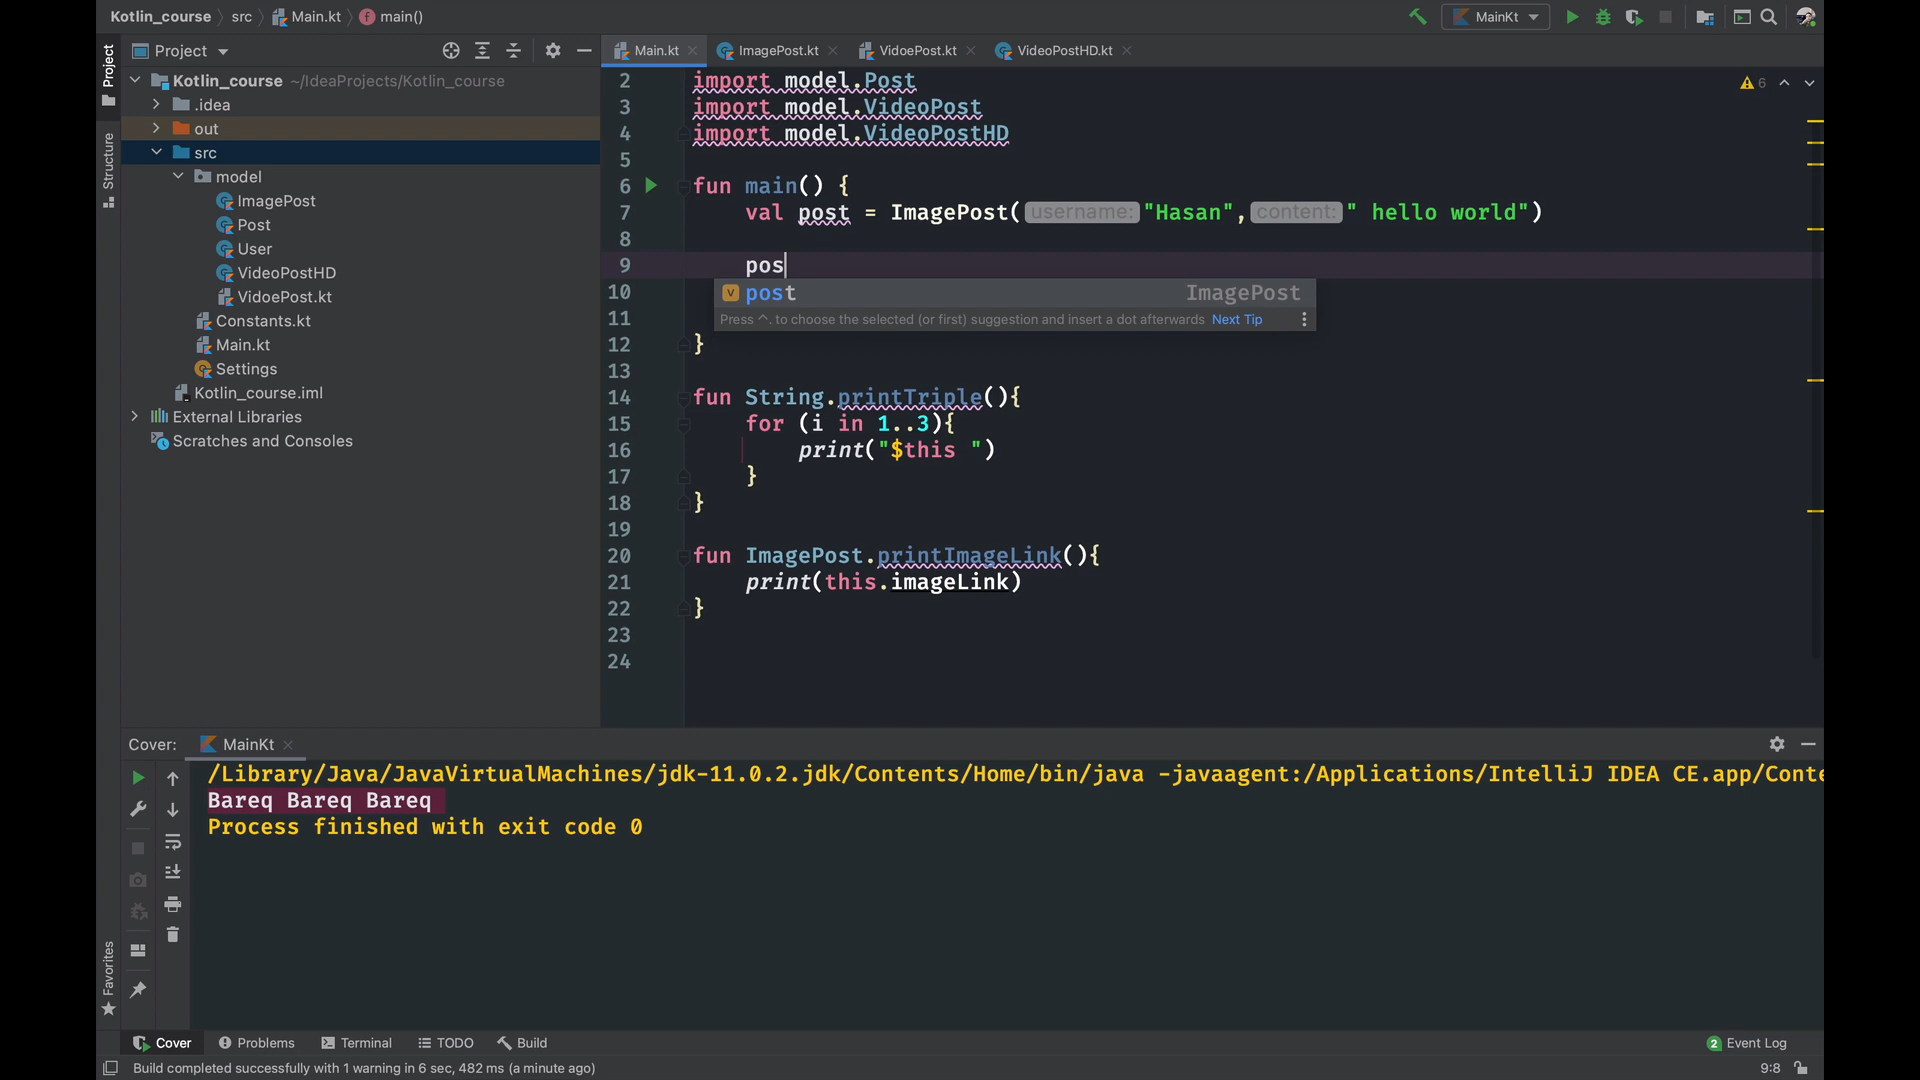 Kotlin_course
src
Main.kt
main()
MainKt
Project
Main.kt
ImagePost.kt
VidoePost.kt
VideoPostHD.kt
Project
Structure
Favorites
Kotlin_course ~/IdeaProjects/Kotlin_course
.idea
out
src
model
ImagePost
Post
User
VideoPostHD
VidoePost.kt
Constants.kt
Main.kt
Settings
Kotlin_course.iml
External Libraries
Scratches and Consoles
6
2 import model.Post
3 import model.VideoPost
4 import model.VideoPostHD
5
6 fun main() {
7 val post = ImagePost( username: "Hasan", content: " hello world")
8
9 pos
post ImagePost
Press ^. to choose the selected (or first) suggestion and insert a dot afterwards Next Tip
10
11
12 }
13
14 fun String.printTriple(){
15 for (i in 1..3){
16 print("$this ")
17 }
18 }
19
20 fun ImagePost.printImageLink(){
21 print(this.imageLink)
22 }
23
24
Cover:
MainKt
/Library/Java/JavaVirtualMachines/jdk-11.0.2.jdk/Contents/Home/bin/java -javaagent:/Applications/IntelliJ IDEA CE.app/Conte
Bareq Bareq Bareq
Process finished with exit code 0
Cover
Problems
Terminal
TODO
Build
2 Event Log
Build completed successfully with 1 warning in 6 sec, 482 ms (a minute ago)
9:8